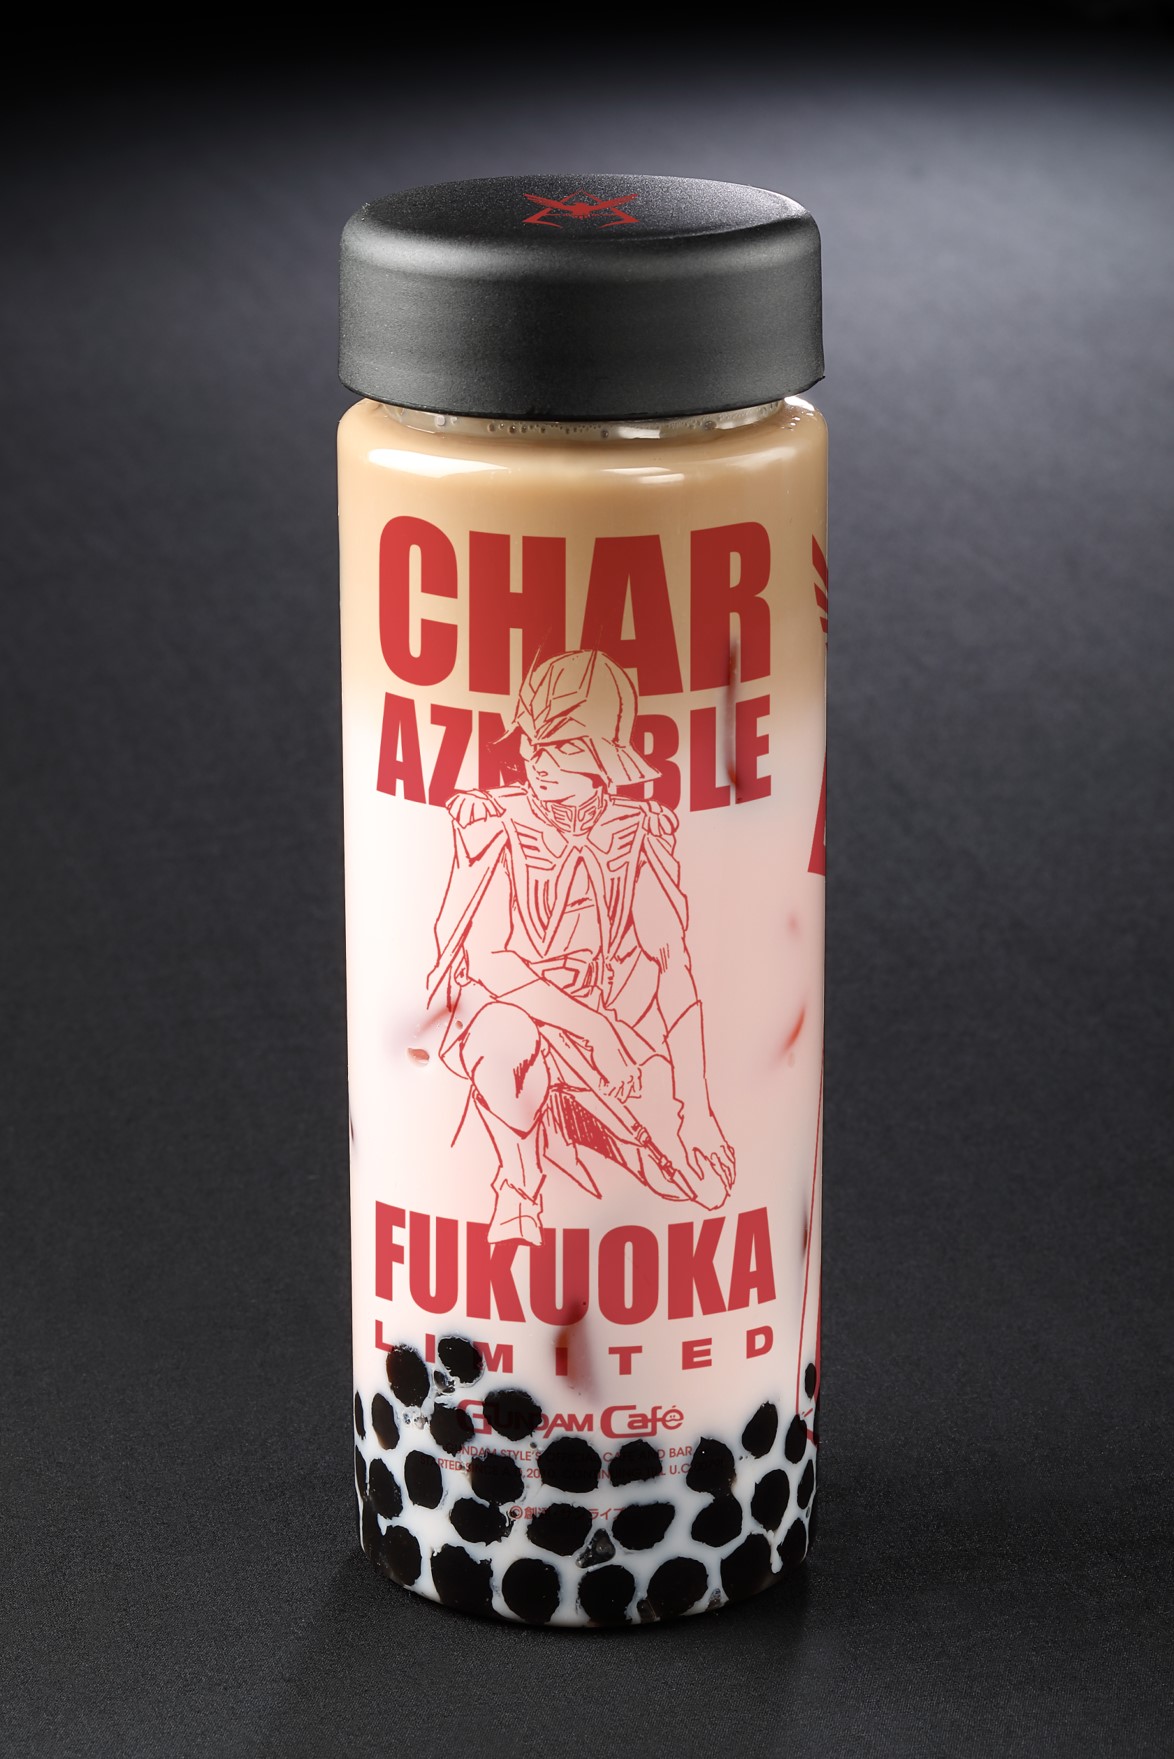 CHAR
AZNABLE
FUKUOKA
LIMITED
GUNDAM Café